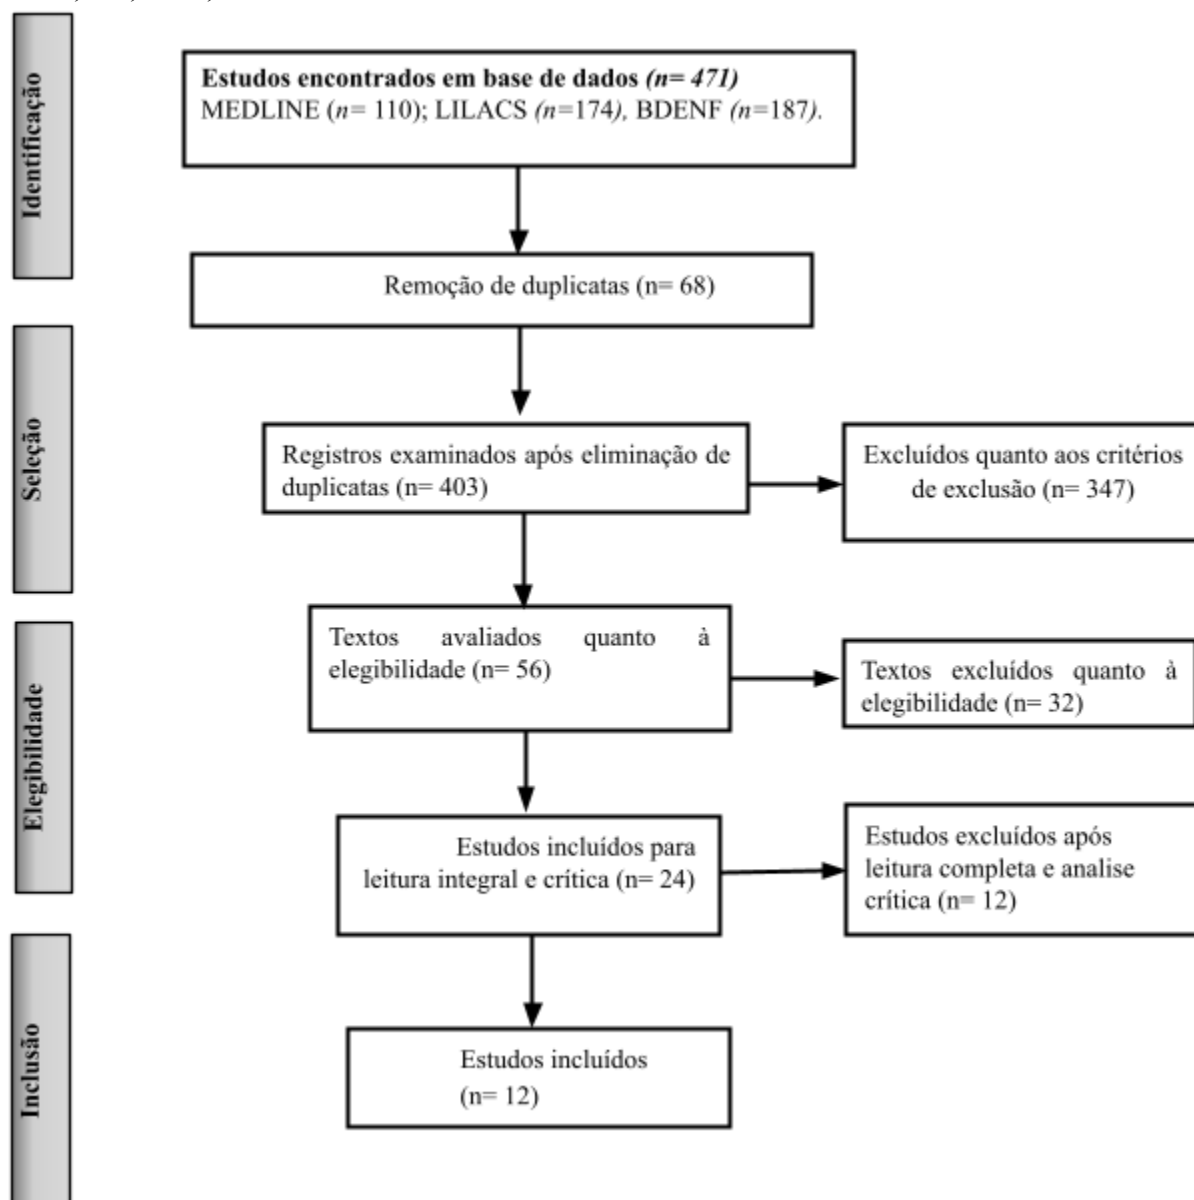 Identificação
Estudos encontrados em base de dados (n= 471)
MEDLINE (n= 110); LILACS (n=174), BDENF (n=187).
Remoção de duplicatas (n= 68)
Seleção
Registros examinados após eliminação de
duplicatas (n= 403)
Excluídos quanto aos critérios
de exclusão (n= 347)
Elegibilidade
Textos avaliados quanto à
elegibilidade (n= 56)
Textos excluídos quanto à
elegibilidade (n= 32)
Estudos incluídos para
leitura integral e crítica (n= 24)
Estudos excluídos após
leitura completa e analise
crítica (n= 12)
Inclusão
Estudos incluídos
(n= 12)